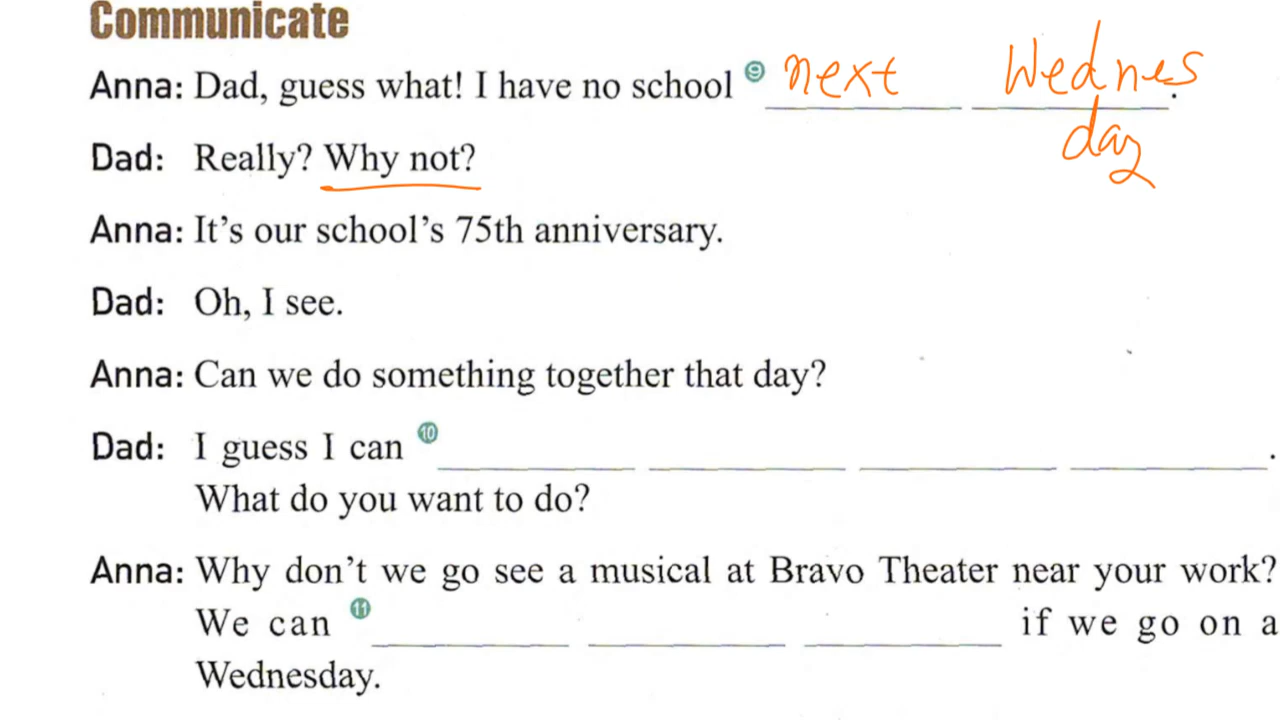 Communicate
Anna: Dad, guess what! I have no school ⑨ next Wednes
day.
Dad: Really? Why not?
Anna: It's our school's 75th anniversary.
Dad: Oh, I see.
Anna: Can we do something together that day?
Dad: I guess I can ⑩ ____ ____ ____ ____.
What do you want to do?
Anna: Why don't we go see a musical at Bravo Theater near your work?
We can ⑪ ____ ____ ____ if we go on a
Wednesday.